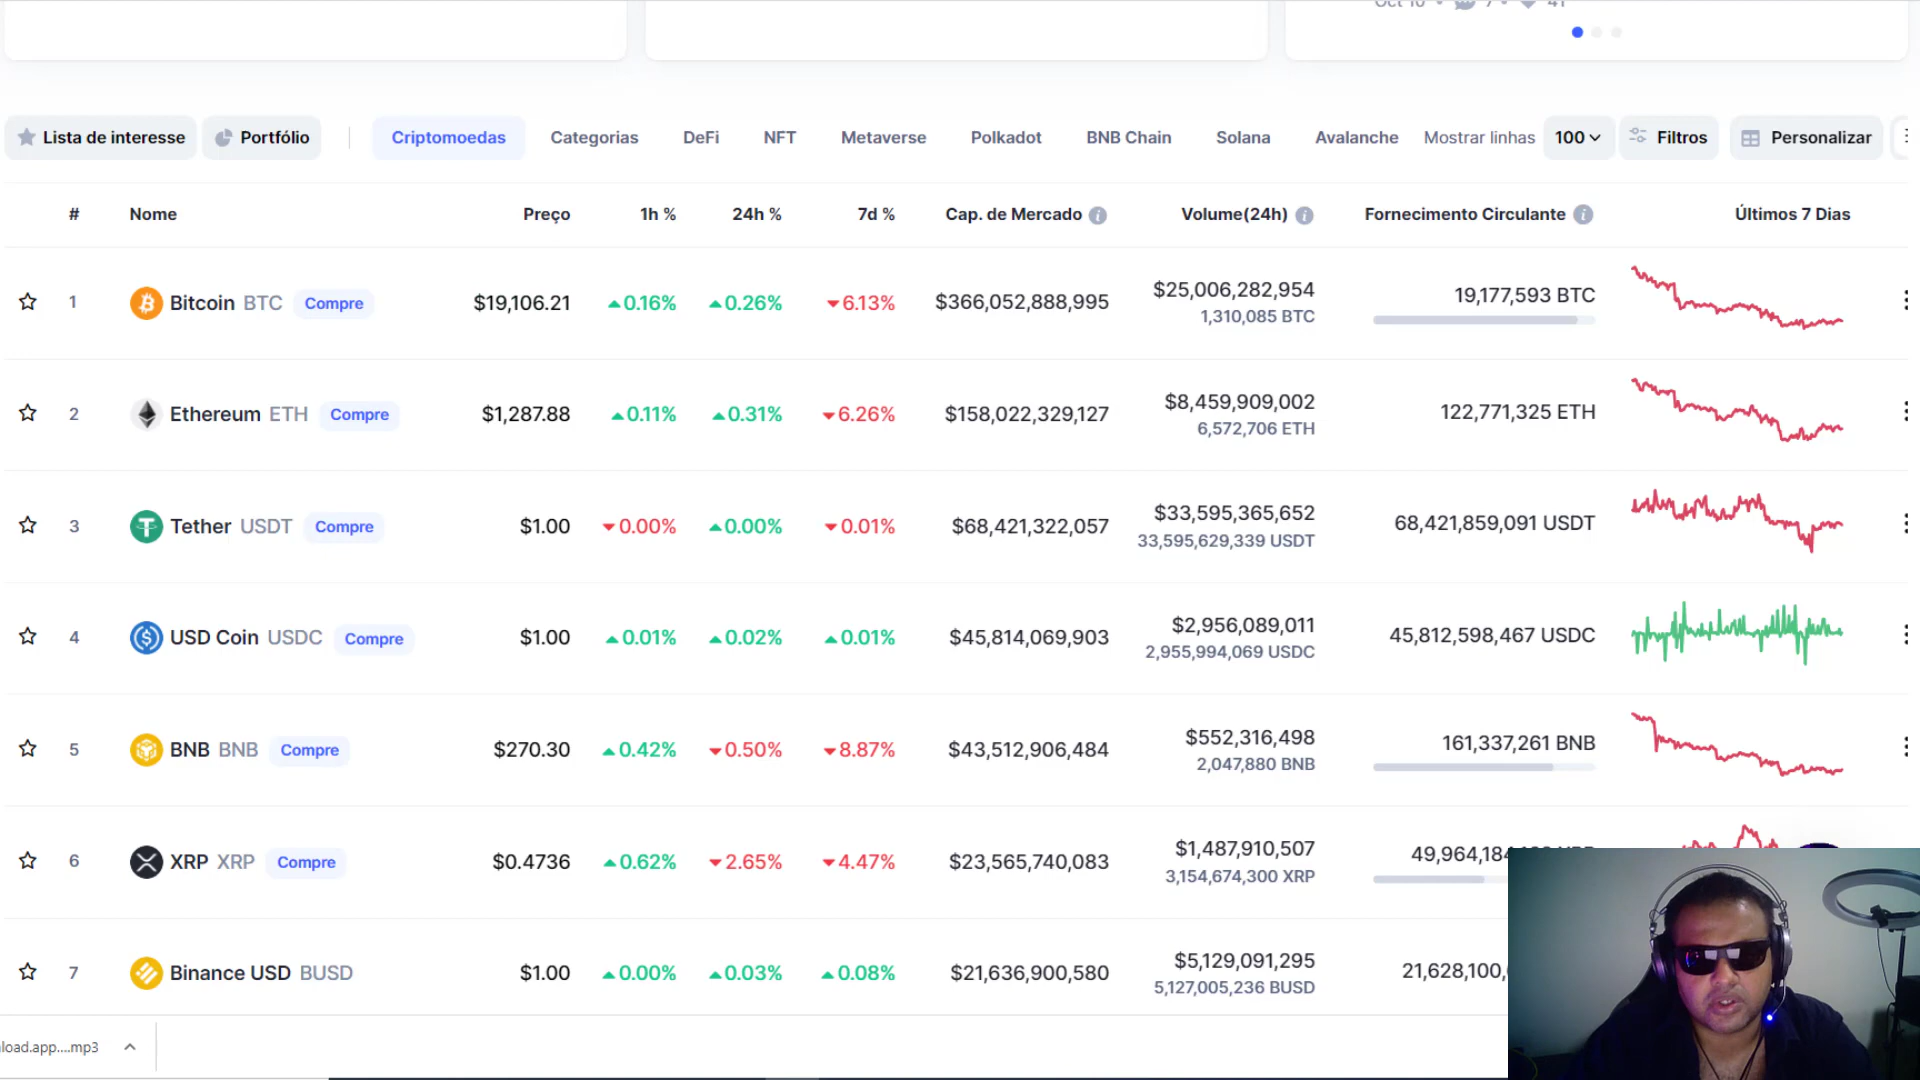 Lista de interesse Portfólio Criptomoedas Categorias DeFi NFT Metaverse Polkadot BNB Chain Solana Avalanche Mostrar linhas 100 Filtros Personalizar
# Nome Preço 1h % 24h % 7d % Cap. de Mercado Volume(24h) Fornecimento Circulante Últimos 7 Dias
1 Bitcoin BTC Compre $19,106.21 0.16% 0.26% 6.13% $366,052,888,995 $25,006,282,954 19,177,593 BTC
1,310,085 BTC
2 Ethereum ETH Compre $1,287.88 0.11% 0.31% 6.26% $158,022,329,127 $8,459,909,002 122,771,325 ETH
6,572,706 ETH
3 Tether USDT Compre $1.00 0.00% 0.00% 0.01% $68,421,322,057 $33,595,365,652 68,421,859,091 USDT
33,595,629,339 USDT
4 USD Coin USDC Compre $1.00 0.01% 0.02% 0.01% $45,814,069,903 $2,956,089,011 45,812,598,467 USDC
2,955,994,069 USDC
5 BNB BNB Compre $270.30 0.42% 0.50% 8.87% $43,512,906,484 $552,316,498 161,337,261 BNB
2,047,880 BNB
6 XRP XRP Compre $0.4736 0.62% 2.65% 4.47% $23,565,740,083 $1,487,910,507 49,964,184
3,154,674,300 XRP
7 Binance USD BUSD $1.00 0.00% 0.03% 0.08% $21,636,900,580 $5,129,091,295 21,628,100,
5,127,005,236 BUSD
load.app....mp3